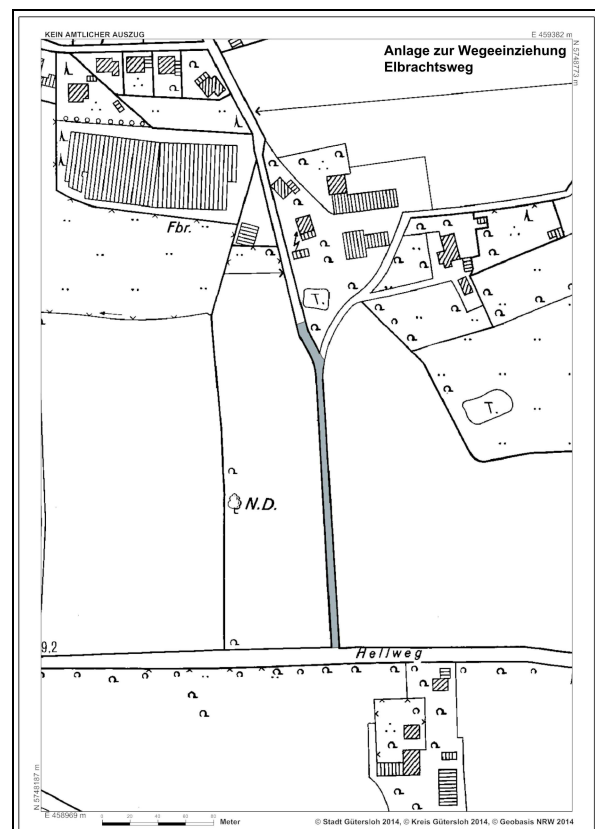 KEIN AMTLICHER AUSZUG
E 459382 m
N 5748773 m
Anlage zur Wegeeinziehung
Elbrachtsweg
Fbr.
T.
T.
N.D.
9.2
Hellweg
N 5748187 m
E 458969 m
0 20 40 60 80 Meter
© Stadt Gütersloh 2014, © Kreis Gütersloh 2014, © Geobasis NRW 2014